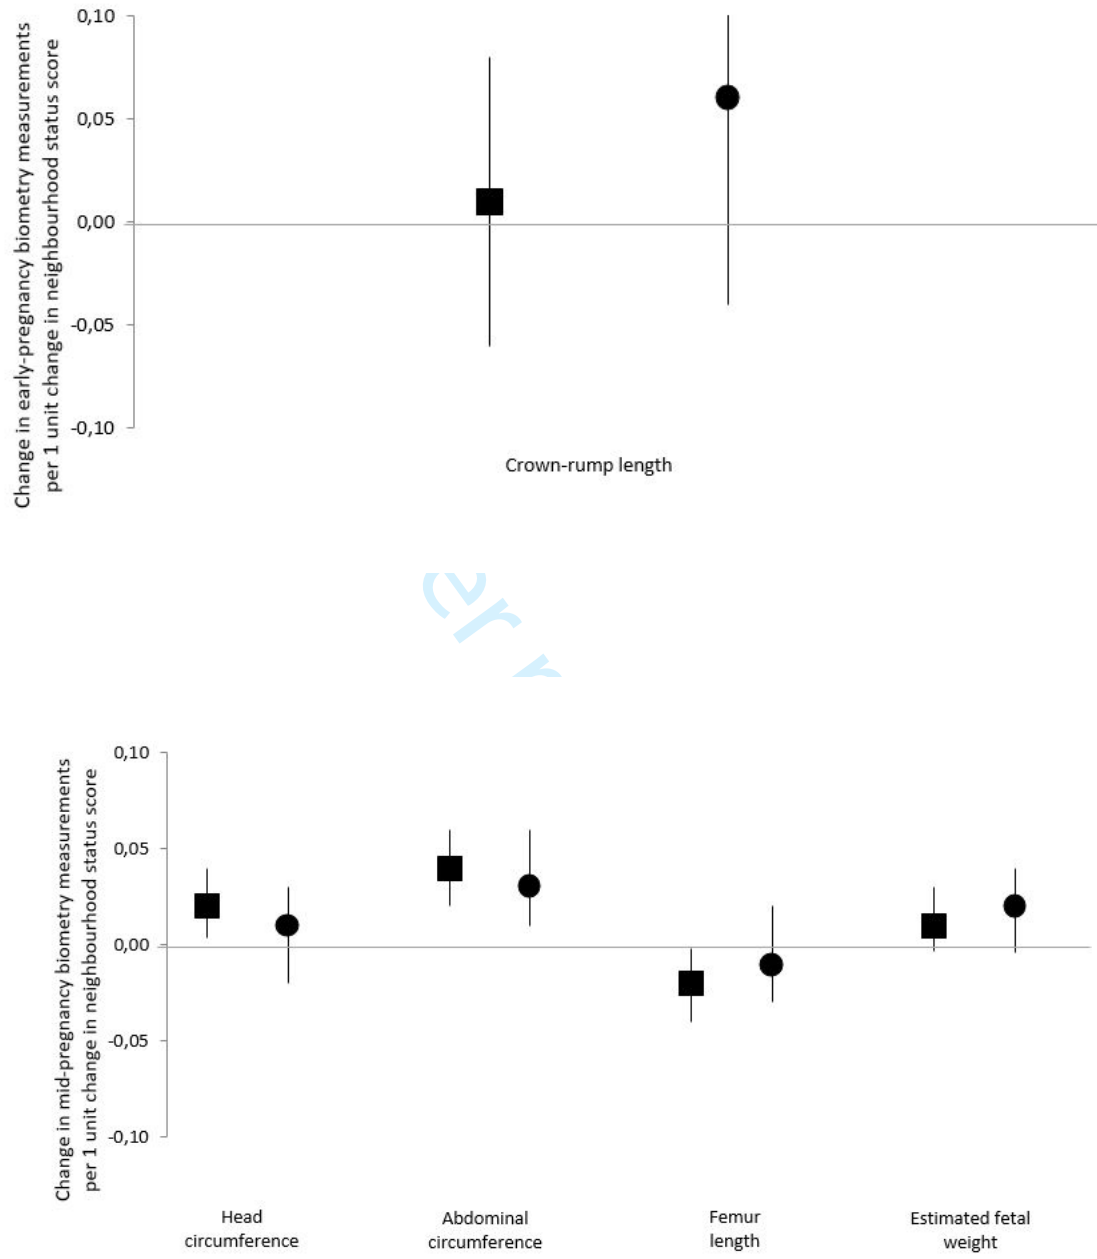 Change in early-pregnancy biometry measurements
per 1 unit change in neighbourhood status score
0,10
0,05
0,00
-0,05
-0,10
Crown-rump length
er r
Change in mid-pregnancy biometry measurements
per 1 unit change in neighbourhood status score
0,10
0,05
0,00
-0,05
-0,10
Head
circumference
Abdominal
circumference
Femur
length
Estimated fetal
weight